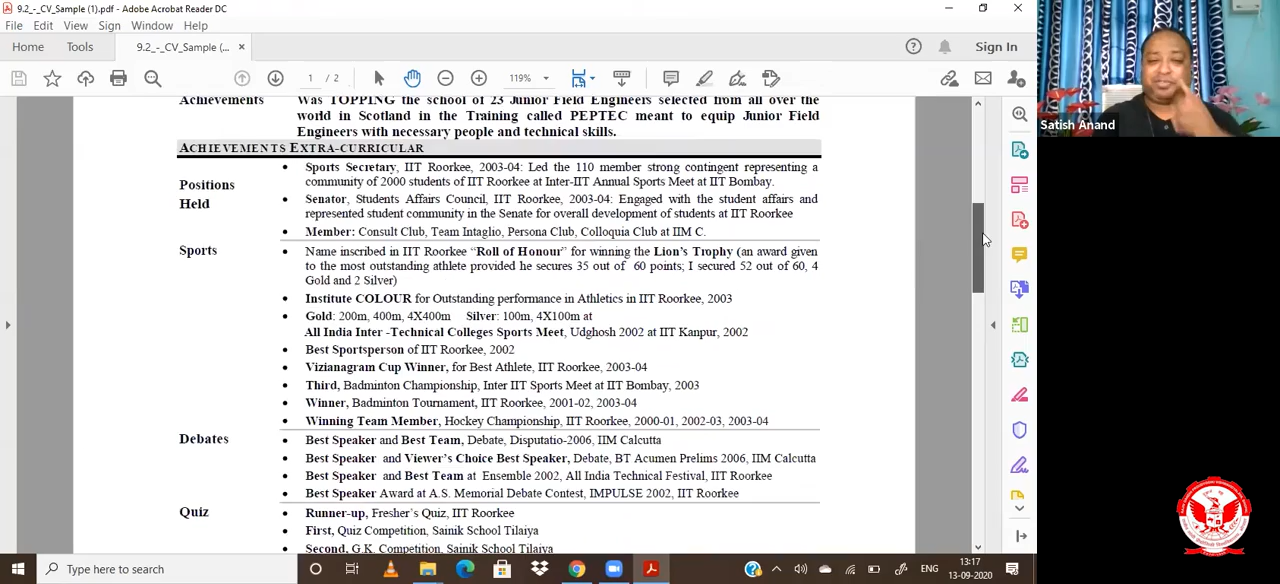 9.2_-_CV_Sample (1).pdf - Adobe Acrobat Reader DC
File Edit View Sign Window Help
Home Tools 9.2_-_CV_Sample (... × Sign In
1 / 2 119%
Achievements Was TOPPING the school of 23 Junior Field Engineers selected from all over the
world in Scotland in the Training called PEPTEC meant to equip Junior Field
Engineers with necessary people and technical skills.
ACHIEVEMENTS EXTRA-CURRICULAR
Positions Held
• Sports Secretary, IIT Roorkee, 2003-04: Led the 110 member strong contingent representing a
community of 2000 students of IIT Roorkee at Inter-IIT Annual Sports Meet at IIT Bombay.
• Senator, Students Affairs Council, IIT Roorkee, 2003-04: Engaged with the student affairs and
represented student community in the Senate for overall development of students at IIT Roorkee
• Member: Consult Club, Team Intaglio, Persona Club, Colloquia Club at IIM C.
Sports
• Name inscribed in IIT Roorkee “Roll of Honour” for winning the Lion's Trophy (an award given
to the most outstanding athlete provided he secures 35 out of 60 points; I secured 52 out of 60, 4
Gold and 2 Silver)
• Institute COLOUR for Outstanding performance in Athletics in IIT Roorkee, 2003
• Gold: 200m, 400m, 4X400m Silver: 100m, 4X100m at
All India Inter -Technical Colleges Sports Meet, Udghosh 2002 at IIT Kanpur, 2002
• Best Sportsperson of IIT Roorkee, 2002
• Vizianagram Cup Winner, for Best Athlete, IIT Roorkee, 2003-04
• Third, Badminton Championship, Inter IIT Sports Meet at IIT Bombay, 2003
• Winner, Badminton Tournament, IIT Roorkee, 2001-02, 2003-04
• Winning Team Member, Hockey Championship, IIT Roorkee, 2000-01, 2002-03, 2003-04
Debates
• Best Speaker and Best Team, Debate, Disputatio-2006, IIM Calcutta
• Best Speaker and Viewer's Choice Best Speaker, Debate, BT Acumen Prelims 2006, IIM Calcutta
• Best Speaker and Best Team at Ensemble 2002, All India Technical Festival, IIT Roorkee
• Best Speaker Award at A.S. Memorial Debate Contest, IMPULSE 2002, IIT Roorkee
Quiz
• Runner-up, Fresher's Quiz, IIT Roorkee
• First, Quiz Competition, Sainik School Tilaiya
• Second, G.K. Competition, Sainik School Tilaiya
Satish Anand
Type here to search
ENG
13:17
13-09-2020